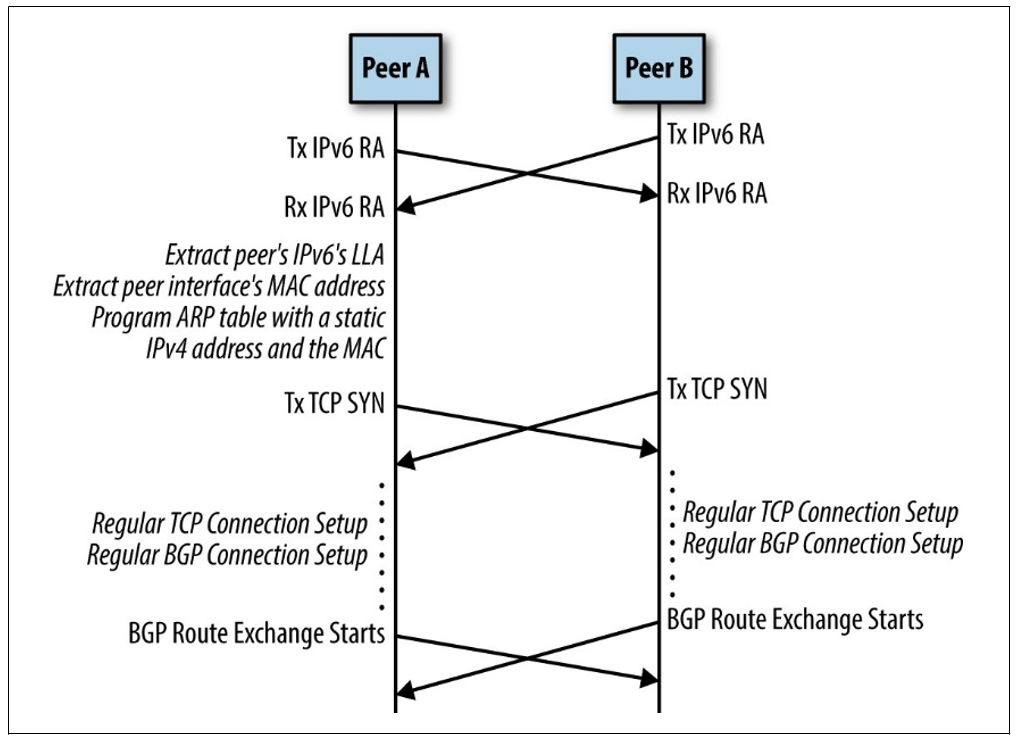 Peer A
Peer B
Tx IPv6 RA
Tx IPv6 RA
Rx IPv6 RA
Rx IPv6 RA
Extract peer's IPv6's LLA
Extract peer interface's MAC address
Program ARP table with a static
IPv4 address and the MAC
Tx TCP SYN
Tx TCP SYN
Regular TCP Connection Setup
Regular BGP Connection Setup
Regular TCP Connection Setup
Regular BGP Connection Setup
BGP Route Exchange Starts
BGP Route Exchange Starts